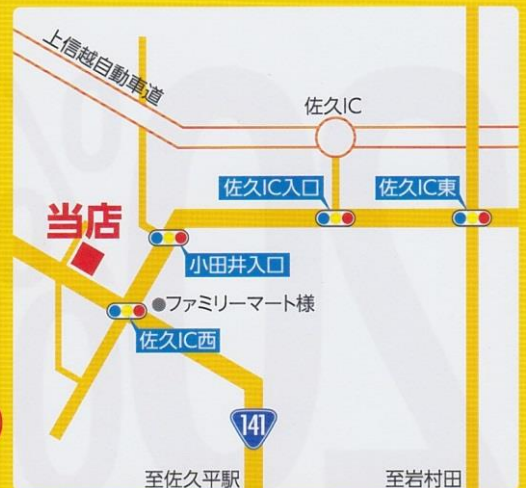 上信越自動車道
佐久IC
佐久IC入口
佐久IC東
当店
小田井入口
ファミリーマート様
佐久IC西
141
至佐久平駅
至岩村田